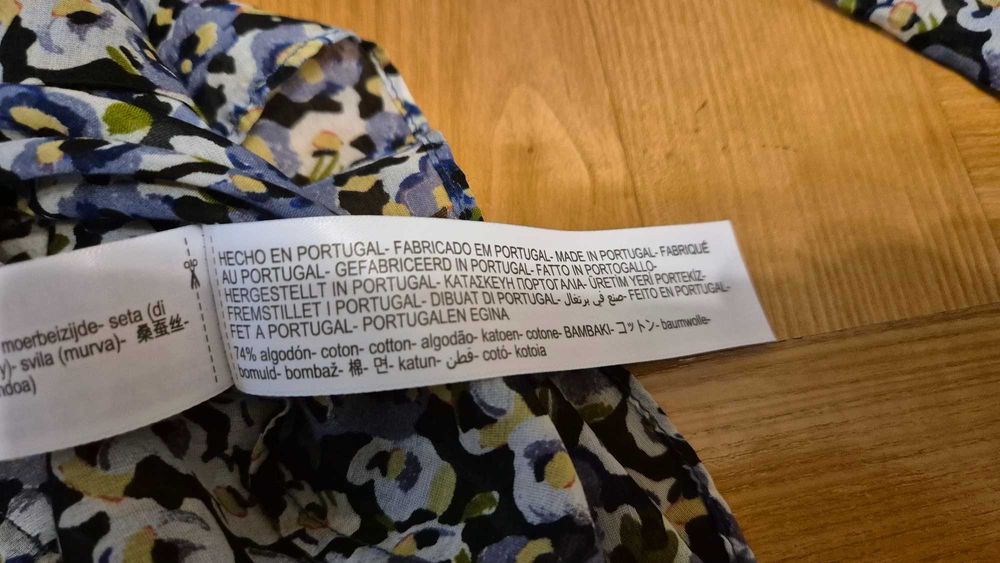 moerbeizijde- seta (di
y)- svila (murva)- 桑蚕丝-
ndoa)
HECHO EN PORTUGAL- FABRICADO EM PORTUGAL- MADE IN PORTUGAL- FABRIQUÉ
AU PORTUGAL- GEFABRICEERD IN PORTUGAL- FATTO IN PORTOGALLO-
HERGESTELLT IN PORTUGAL- ΚΑΤΑΣΚΕΥΗ ΠΟΡΤΟΓΑΛΙΑ- ÜRETIM YERİ PORTEKİZ-
FREMSTILLET I PORTUGAL- DIBUAT DI PORTUGAL- صنع في برتغال- FEITO EN PORTUGAL-
FET A PORTUGAL- PORTUGALEN EGINA
74% algodón- coton- cotton- algodão- katoen- cotone- ΒΑΜΒΑΚΙ- コットン- baumwolle-
bomuld- bombaž- 棉- 면- katun- قطن- cotó- kotoia